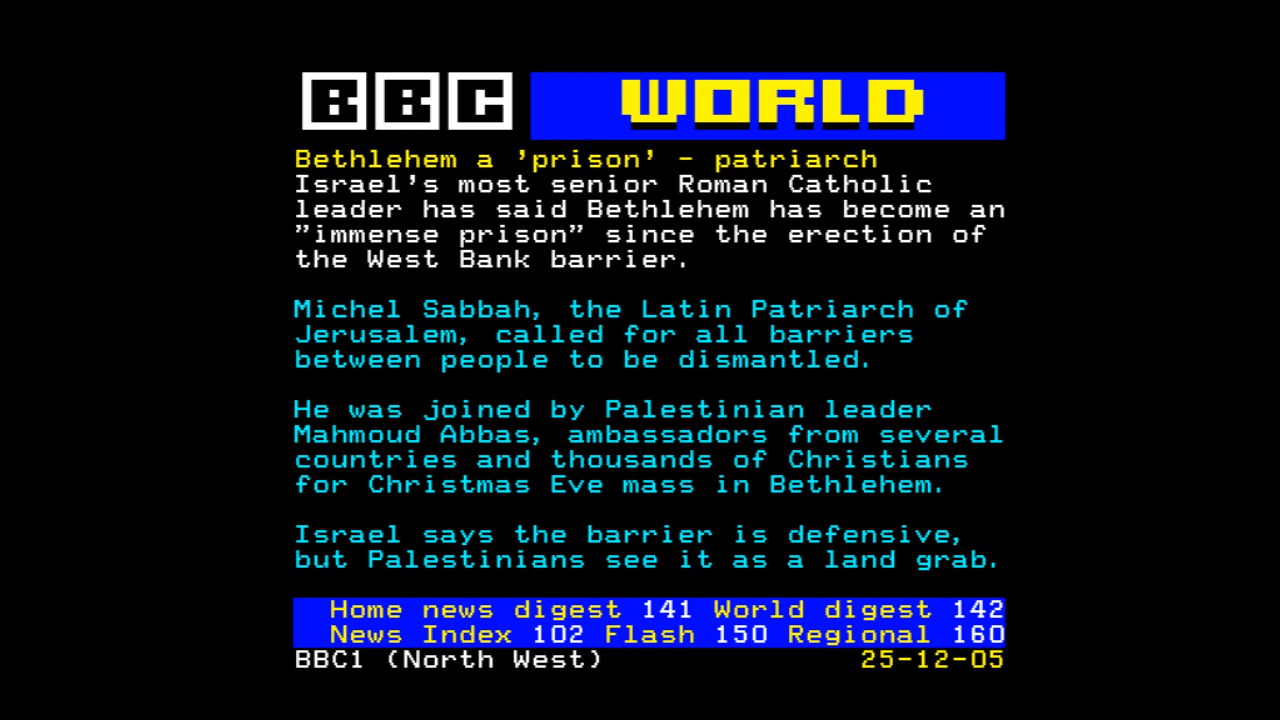 BBC WORLD
Bethlehem a 'prison' - patriarch
Israel's most senior Roman Catholic
leader has said Bethlehem has become an
"immense prison" since the erection of
the West Bank barrier.
Michel Sabbah, the Latin Patriarch of
Jerusalem, called for all barriers
between people to be dismantled.
He was joined by Palestinian leader
Mahmoud Abbas, ambassadors from several
countries and thousands of Christians
for Christmas Eve mass in Bethlehem.
Israel says the barrier is defensive,
but Palestinians see it as a land grab.
Home news digest 141 World digest 142
News Index 102 Flash 150 Regional 160
BBC1 (North West) 25-12-05